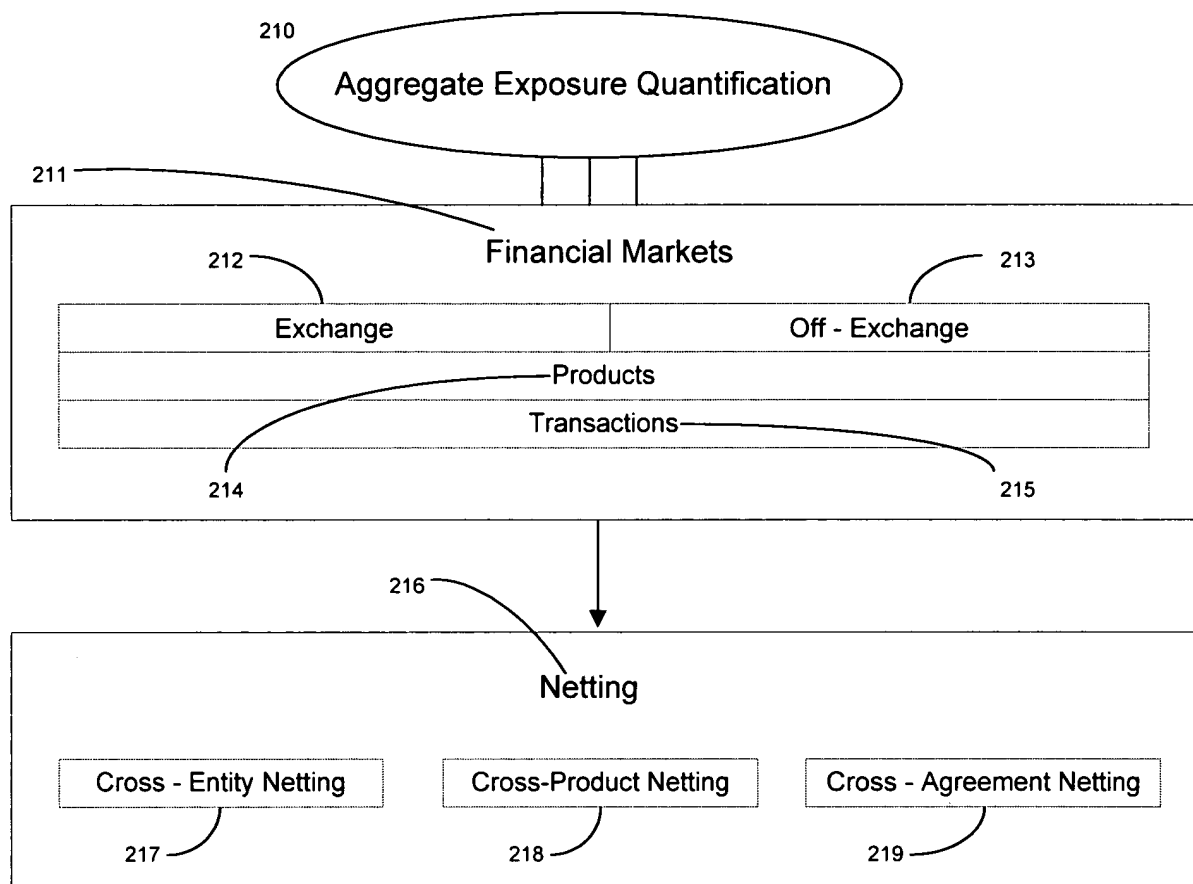 210
Aggregate Exposure Quantification
211
Financial Markets
212
213
Exchange
Off - Exchange
Products
Transactions
214
215
216
Netting
Cross - Entity Netting
Cross-Product Netting
Cross - Agreement Netting
217
218
219